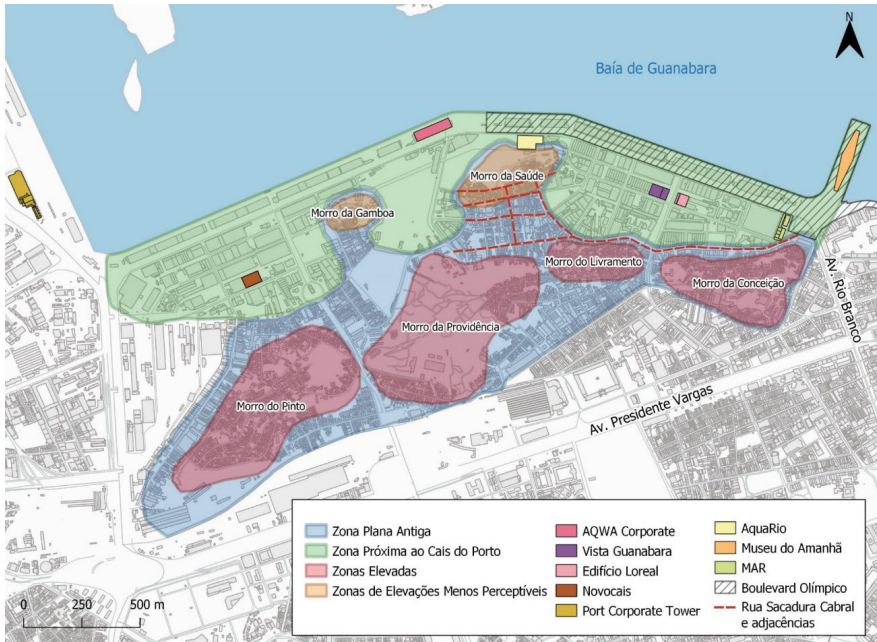 N
Baía de Guanabara
Morro da Saúde
Morro da Gamboa
Morro do Livramento
Morro da Conceição
Morro da Providência
Morro do Pinto
Av. Rio Branco
Av. Presidente Vargas
Zona Plana Antiga
Zona Próxima ao Cais do Porto
Zonas Elevadas
Zonas de Elevações Menos Perceptíveis
AQWA Corporate
Vista Guanabara
Edifício Loreal
Novocais
Port Corporate Tower
AquaRio
Museu do Amanhã
MAR
Boulevard Olímpico
Rua Sacadura Cabral
e adjacências
0 250 500 m